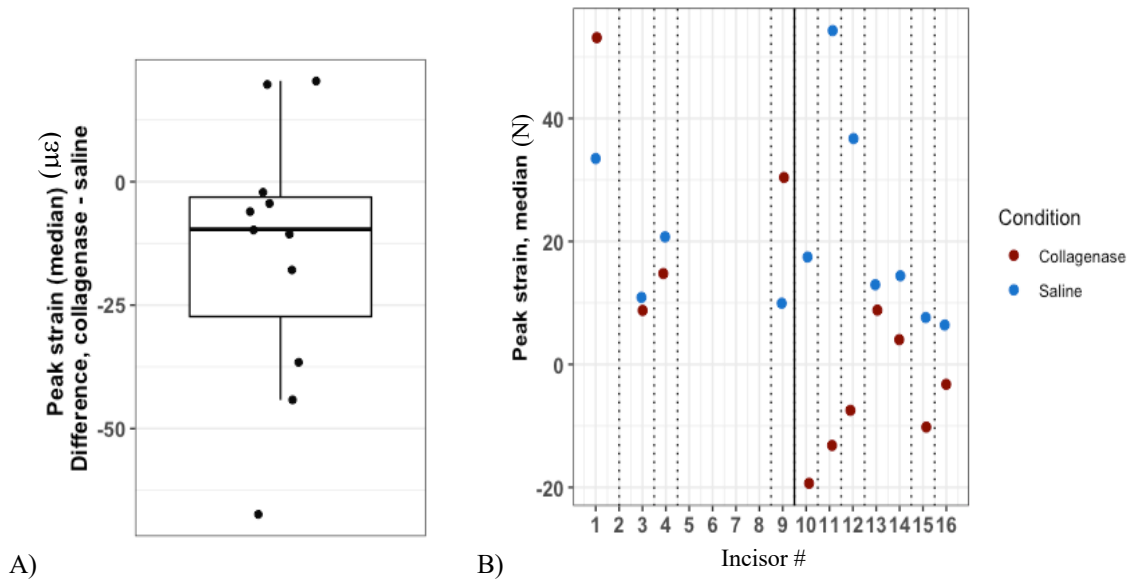 Peak strain (median) (με)
Difference, collagenase - saline
0
-25
-50
A)
Peak strain, median (N)
40
20
0
-20
1 2 3 4 5 6 7 8 9 10 11 12 13 14 15 16
Incisor #
B)
Condition
Collagenase
Saline